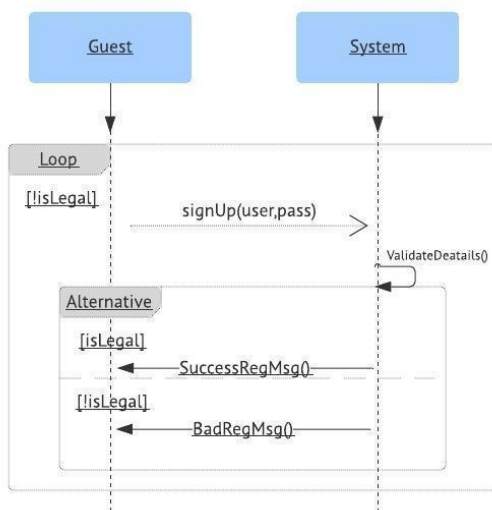 Guest
System
Loop
[!isLegal]
signUp(user,pass)
ValidateDeatails()
Alternative
[isLegal]
SuccessRegMsg()
[!isLegal]
BadRegMsg()